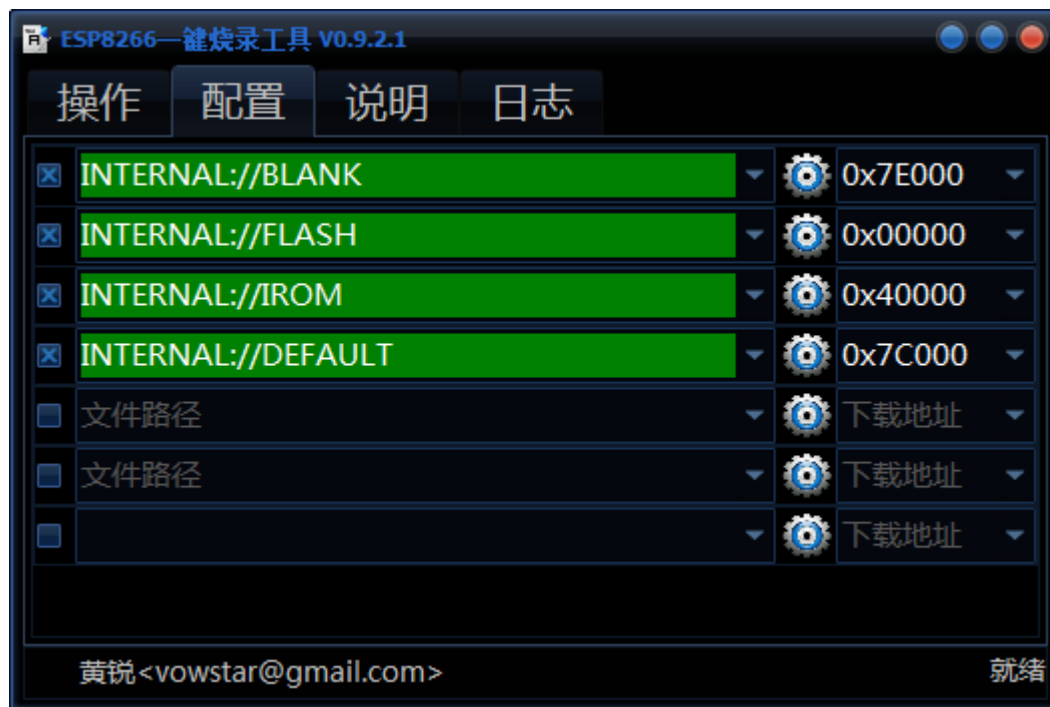 ESP8266一鍵烧录工具 V0.9.2.1
操作 配置 说明 日志
INTERNAL://BLANK 0x7E000
INTERNAL://FLASH 0x00000
INTERNAL://IROM 0x40000
INTERNAL://DEFAULT 0x7C000
文件路径 下载地址
文件路径 下载地址
下载地址
黄锐<vowstar@gmail.com> 就绪